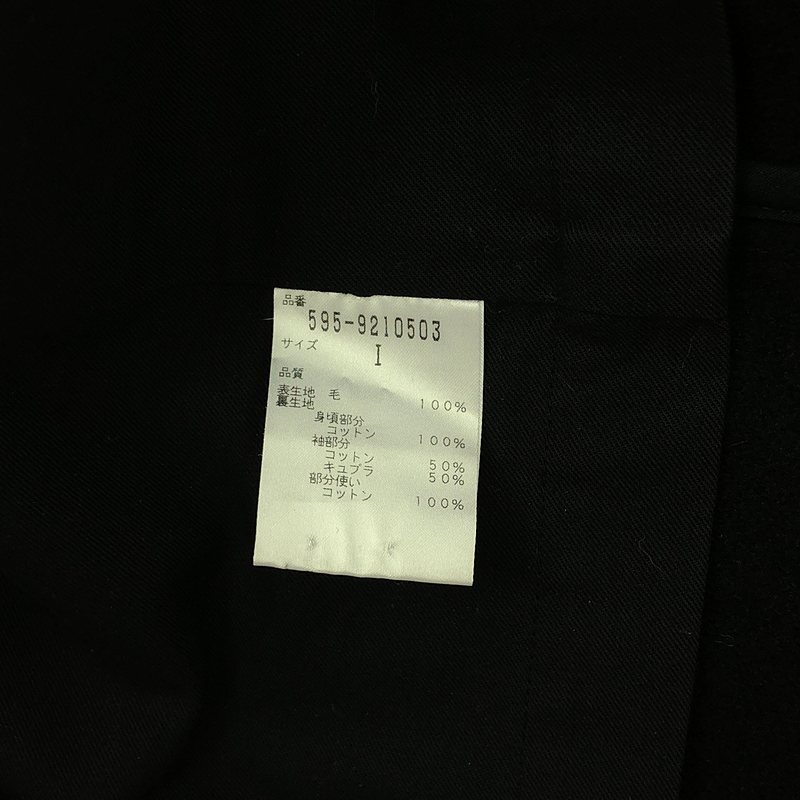 品番
595-9210503
サイズ
I
品質
表生地 毛 100%
裏生地
身頃部分
コットン 100%
袖部分
コットン 50%
キュプラ 50%
部分使い
コットン 100%